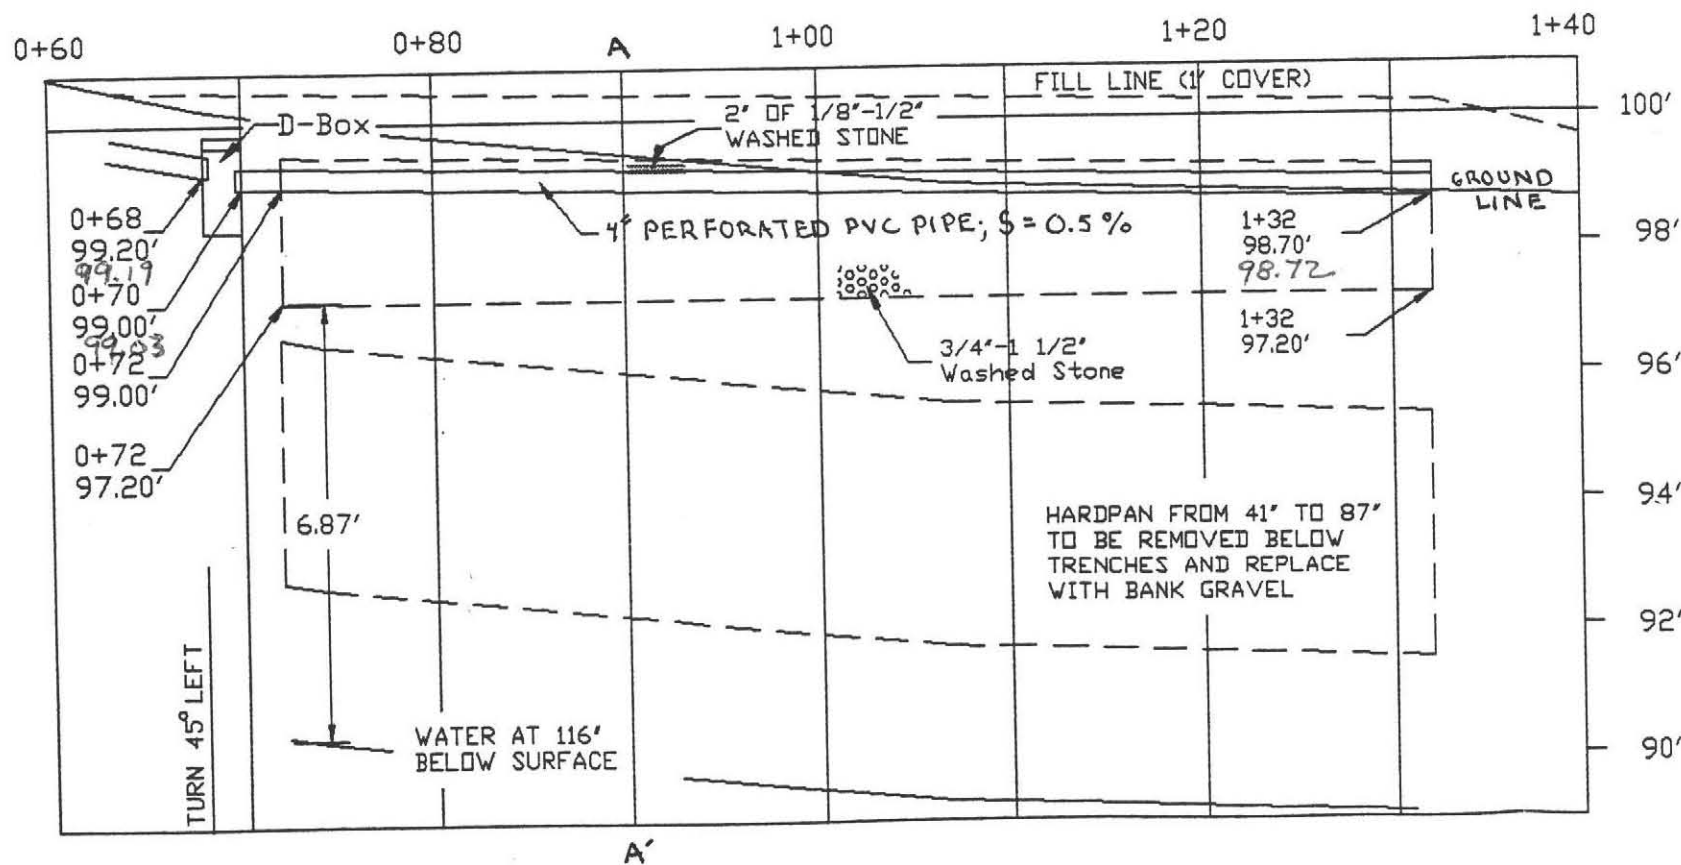 0+60
0+80
A
1+00
1+20
1+40
FILL LINE (1' COVER)
100'
D-Box
2" OF 1/8"-1/2"
WASHED STONE
GROUND
LINE
0+68
99.20'
99.19
0+70
99.00'
99.03
0+72
99.00'
4" PERFORATED PVC PIPE; S = 0.5 %
1+32
98.70'
98.72
98'
1+32
97.20'
3/4"-1 1/2"
Washed Stone
96'
0+72
97.20'
94'
6.87'
HARDPAN FROM 41" TO 87"
TO BE REMOVED BELOW
TRENCHES AND REPLACE
WITH BANK GRAVEL
92'
TURN 45° LEFT
WATER AT 116"
BELOW SURFACE
90'
A'